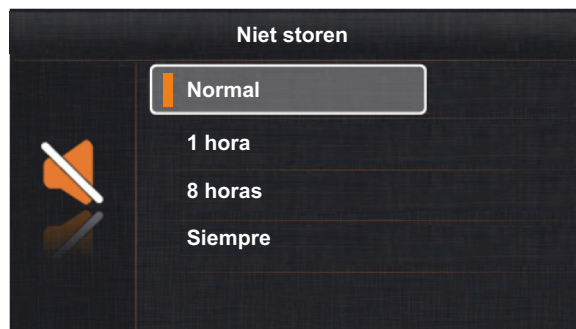 Niet storen
Normal
1 hora
8 horas
Siempre